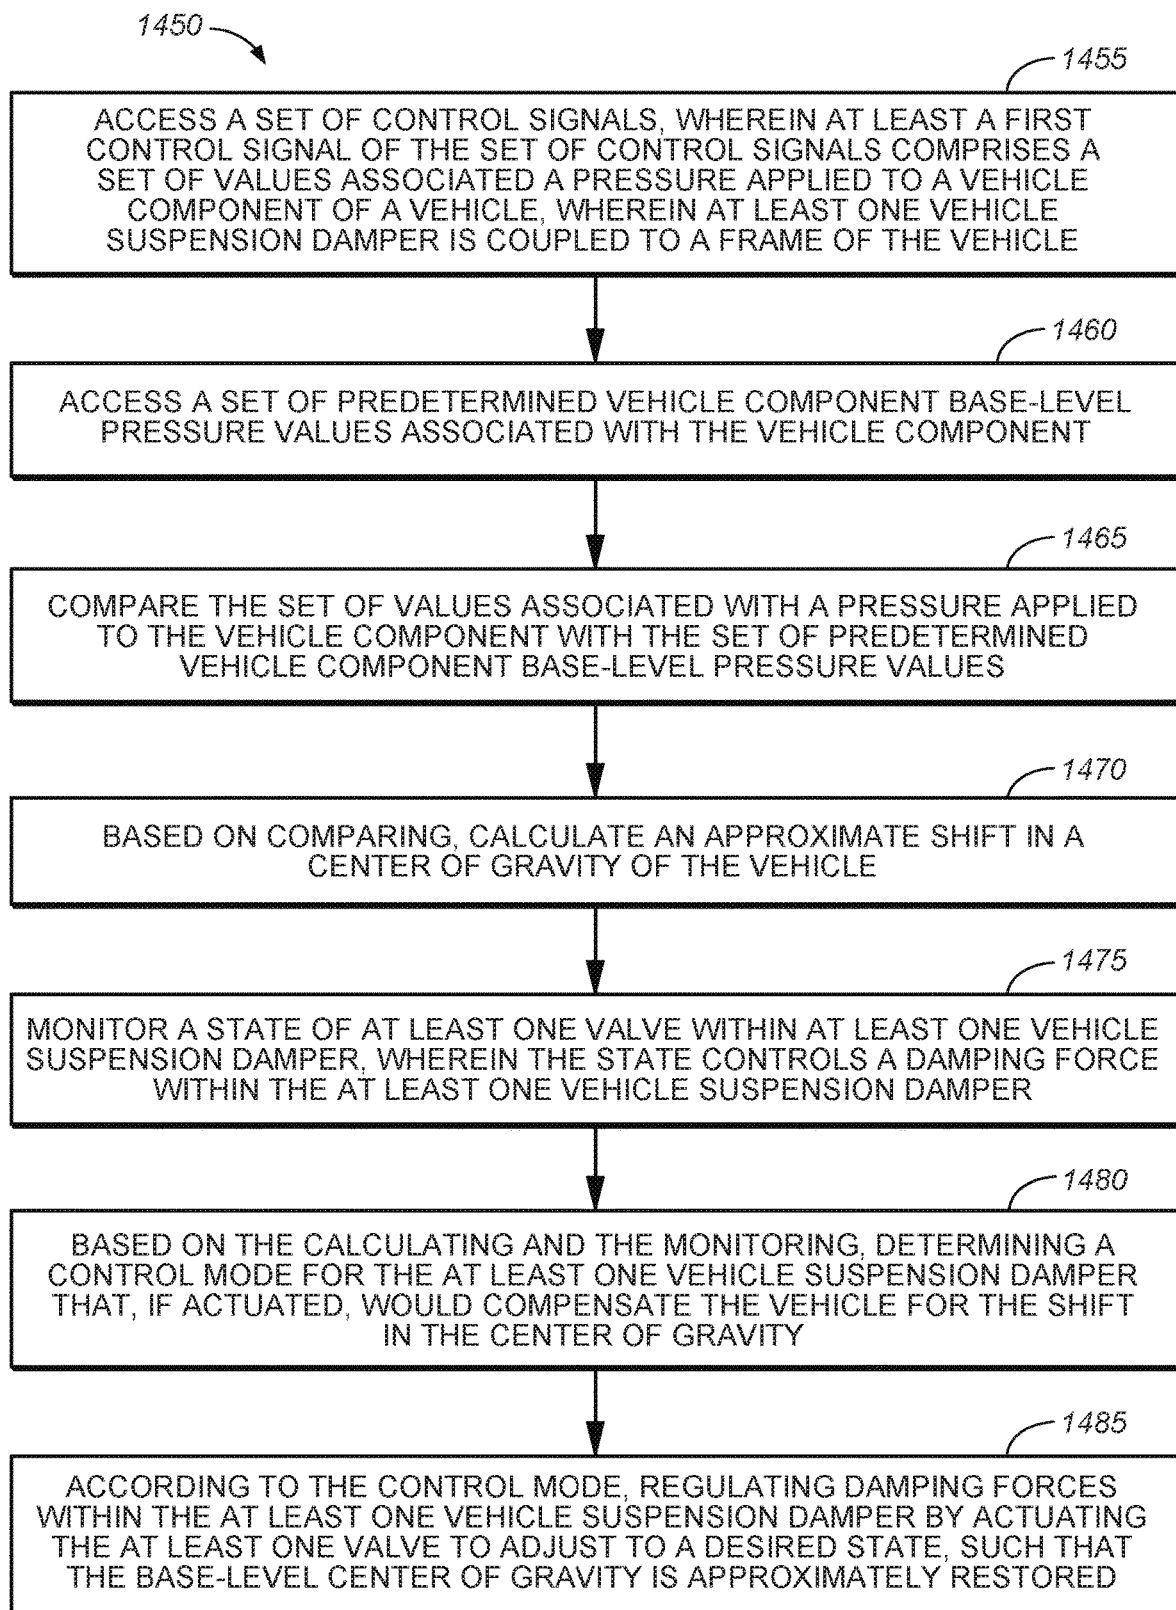 1450
1455
ACCESS A SET OF CONTROL SIGNALS, WHEREIN AT LEAST A FIRST
CONTROL SIGNAL OF THE SET OF CONTROL SIGNALS COMPRISES A
SET OF VALUES ASSOCIATED A PRESSURE APPLIED TO A VEHICLE
COMPONENT OF A VEHICLE, WHEREIN AT LEAST ONE VEHICLE
SUSPENSION DAMPER IS COUPLED TO A FRAME OF THE VEHICLE
1460
ACCESS A SET OF PREDETERMINED VEHICLE COMPONENT BASE-LEVEL
PRESSURE VALUES ASSOCIATED WITH THE VEHICLE COMPONENT
1465
COMPARE THE SET OF VALUES ASSOCIATED WITH A PRESSURE APPLIED
TO THE VEHICLE COMPONENT WITH THE SET OF PREDETERMINED
VEHICLE COMPONENT BASE-LEVEL PRESSURE VALUES
1470
BASED ON COMPARING, CALCULATE AN APPROXIMATE SHIFT IN A
CENTER OF GRAVITY OF THE VEHICLE
1475
MONITOR A STATE OF AT LEAST ONE VALVE WITHIN AT LEAST ONE VEHICLE
SUSPENSION DAMPER, WHEREIN THE STATE CONTROLS A DAMPING FORCE
WITHIN THE AT LEAST ONE VEHICLE SUSPENSION DAMPER
1480
BASED ON THE CALCULATING AND THE MONITORING, DETERMINING A
CONTROL MODE FOR THE AT LEAST ONE VEHICLE SUSPENSION DAMPER
THAT, IF ACTUATED, WOULD COMPENSATE THE VEHICLE FOR THE SHIFT
IN THE CENTER OF GRAVITY
1485
ACCORDING TO THE CONTROL MODE, REGULATING DAMPING FORCES
WITHIN THE AT LEAST ONE VEHICLE SUSPENSION DAMPER BY ACTUATING
THE AT LEAST ONE VALVE TO ADJUST TO A DESIRED STATE, SUCH THAT
THE BASE-LEVEL CENTER OF GRAVITY IS APPROXIMATELY RESTORED